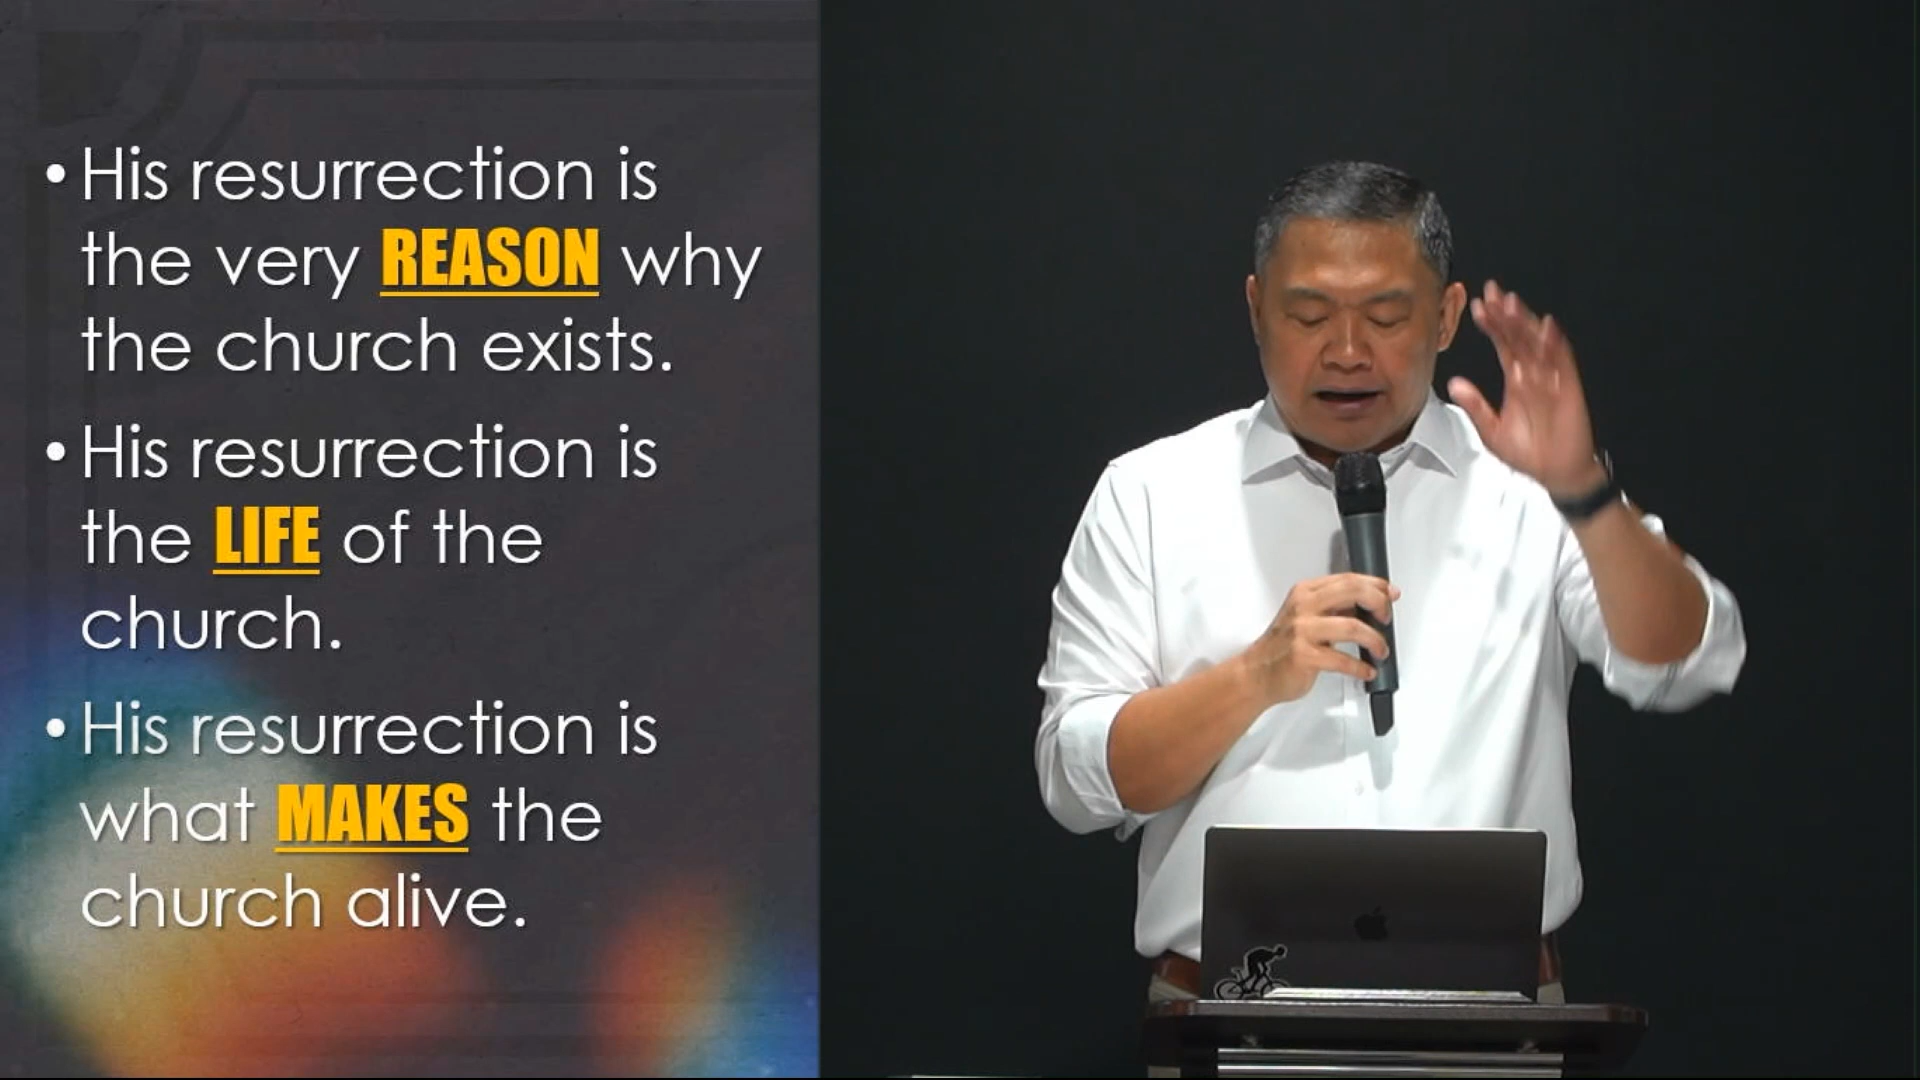 • His resurrection is
the very REASON why
the church exists.
• His resurrection is
the LIFE of the
church.
• His resurrection is
what MAKES the
church alive.